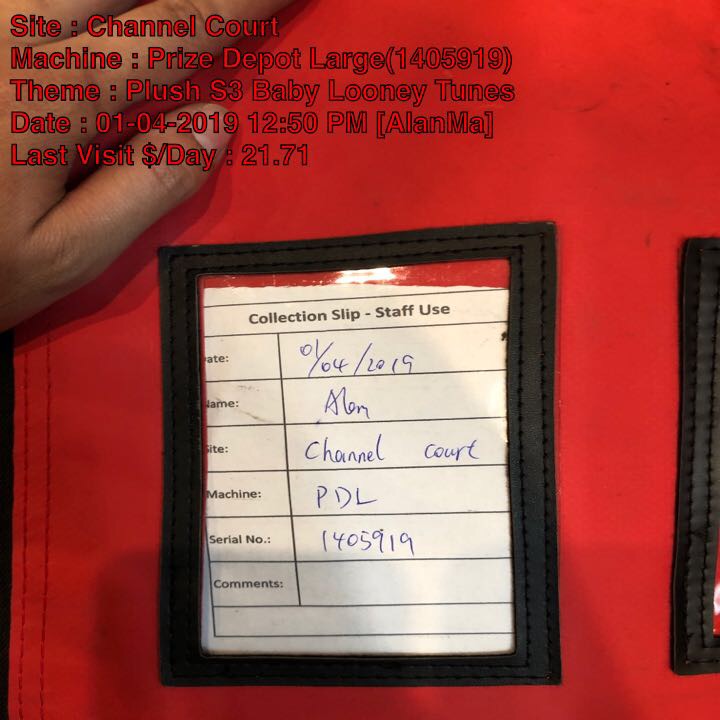 Site : Channel Court
Machine : Prize Depot Large(1405919)
Theme : Plush S3 Baby Looney Tunes
Date : 01-04-2019 12:50 PM [AlanMa]
Last Visit $/Day : 21.71
Collection Slip - Staff Use
ate: 01/04/2019
ame: Alan
ite: Channel court
Machine: PDL
Serial No.: 1405919
Comments: